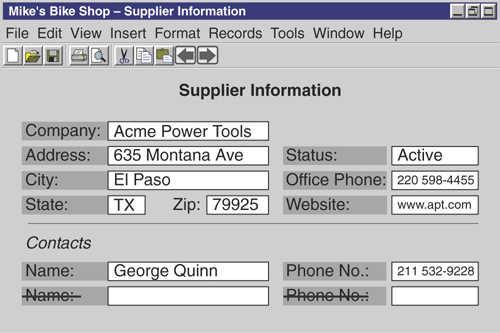 Mike's Bike Shop – Supplier Information
File Edit View Insert Format Records Tools Window Help
Supplier Information
Company: Acme Power Tools
Address: 635 Montana Ave Status: Active
City: El Paso Office Phone: 220 598-4455
State: TX Zip: 79925 Website: www.apt.com
Contacts
Name: George Quinn Phone No.: 211 532-9228
Name: Phone No.: